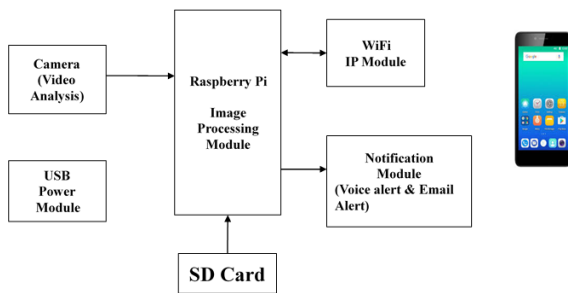 Camera
(Video
Analysis)
USB
Power
Module
Raspberry Pi
Image
Processing
Module
SD Card
WiFi
IP Module
Notification
Module
(Voice alert & Email
Alert)
Google